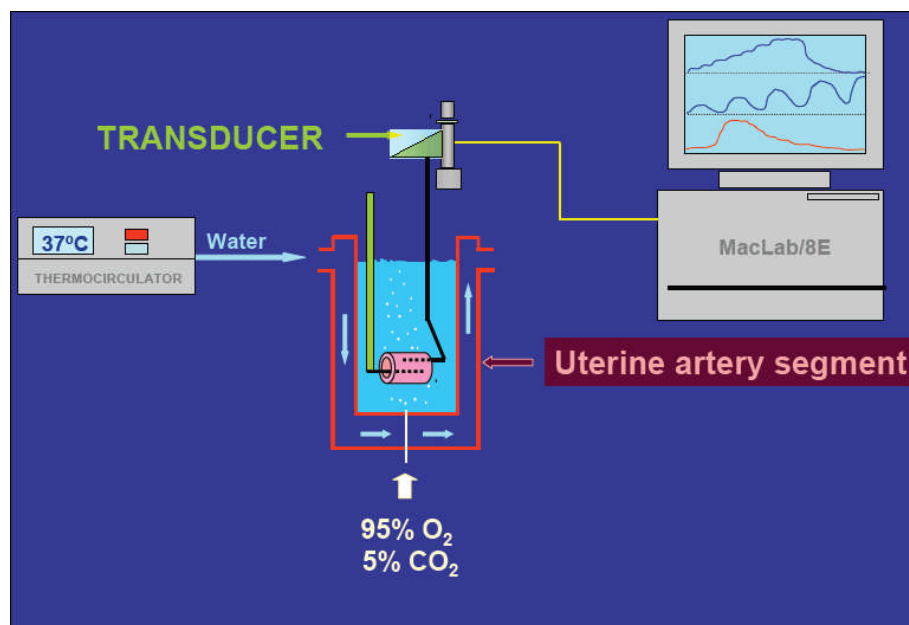 TRANSDUCER
37ºC
Water
THERMOCIRCULATOR
MacLab/8E
Uterine artery segment
95% O₂
5% CO₂